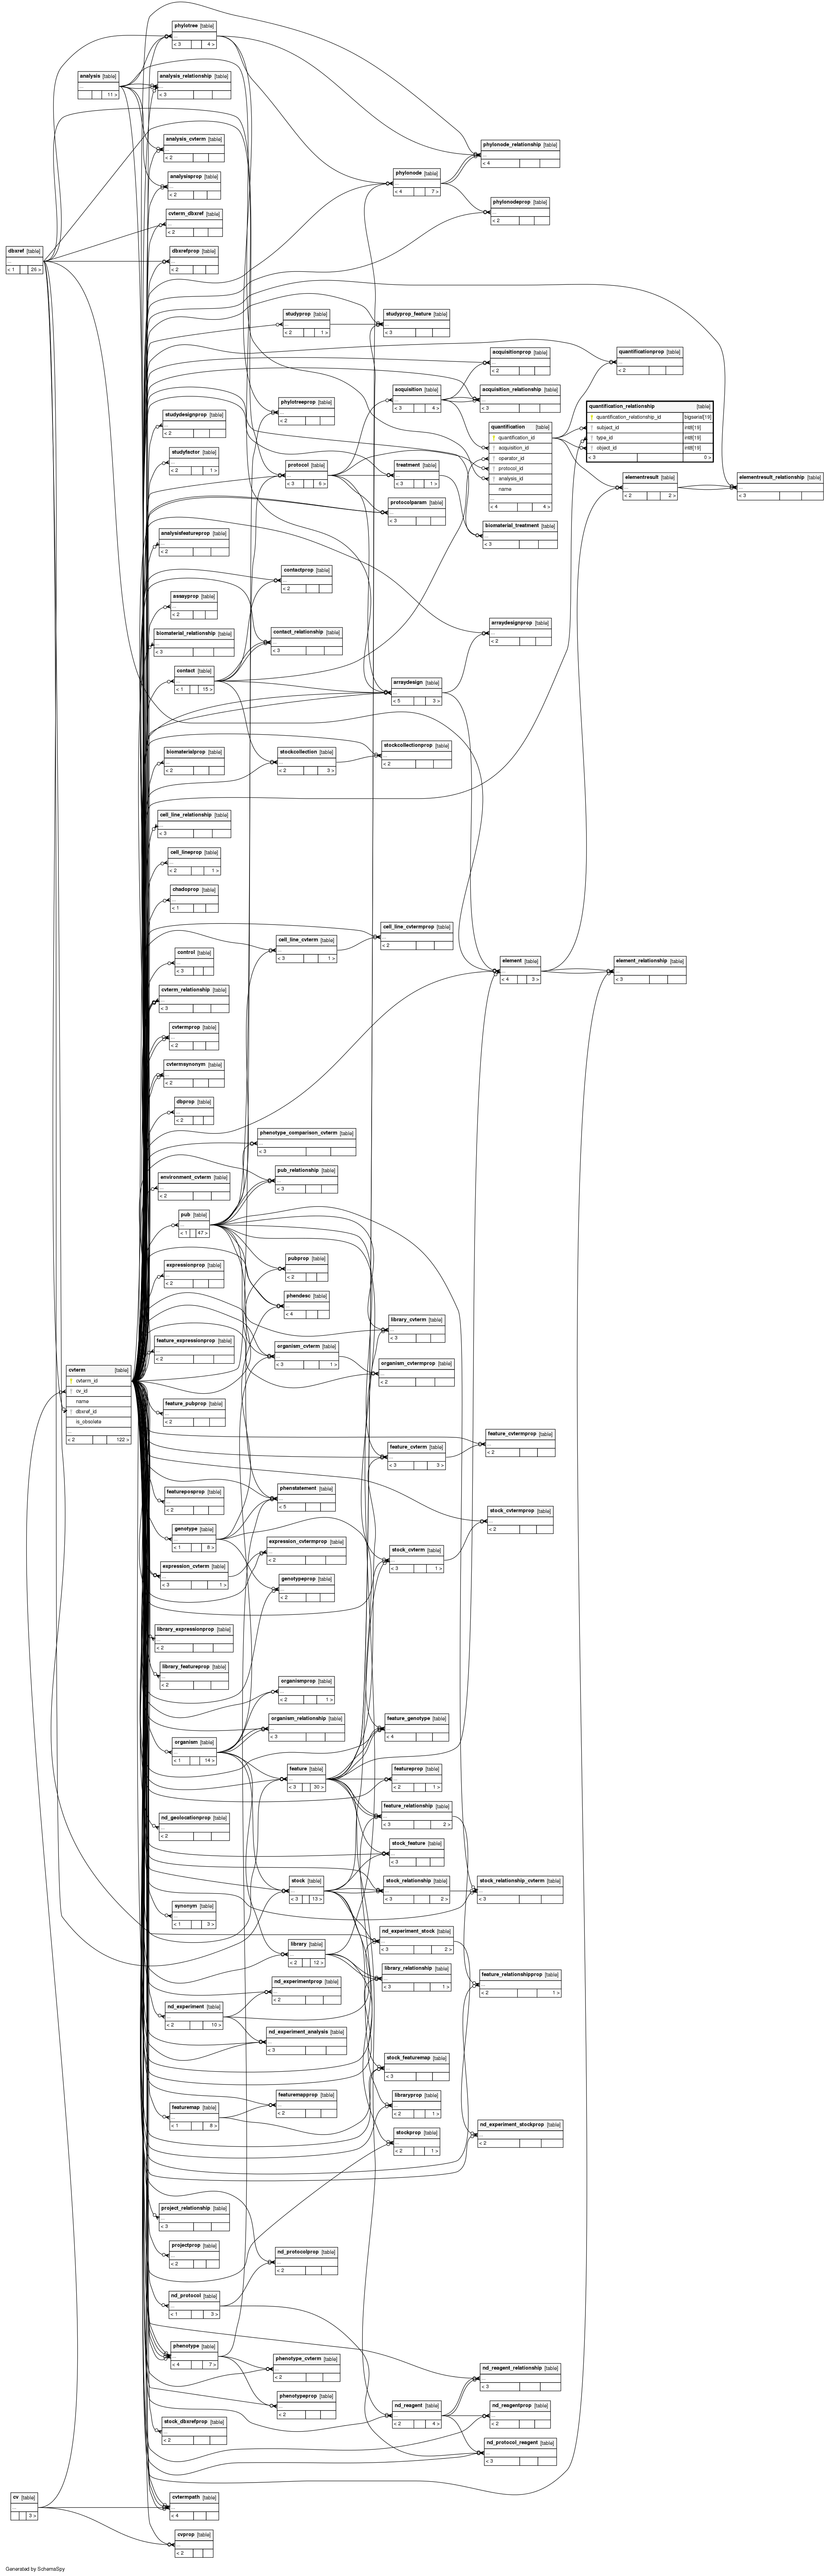 phylotree [table]
...
< 3 4 >
analysis [table]
...
11 >
analysis_relationship [table]
...
< 3
analysis_cvterm [table]
...
< 2
phylonode_relationship [table]
...
< 4
analysisprop [table]
...
< 2
phylonode [table]
...
< 4 7 >
phylonodeprop [table]
...
< 2
cvterm_dbxref [table]
...
< 2
dbxref [table]
...
< 1 26 >
dbxrefprop [table]
...
< 2
studyprop [table]
...
< 2 1 >
studyprop_feature [table]
...
< 3
acquisitionprop [table]
...
< 2
quantificationprop [table]
...
< 2
acquisition [table]
...
< 3 4 >
acquisition_relationship [table]
...
< 3
phylotreeprop [table]
...
< 2
quantification_relationship [table]
quantification_relationship_id bigserial[19]
subject_id int8[19]
type_id int8[19]
object_id int8[19]
< 3 0 >
studydesignprop [table]
...
< 2
quantification [table]
quantification_id
acquisition_id
operator_id
protocol_id
analysis_id
name
...
< 4 4 >
studyfactor [table]
...
< 2 1 >
protocol [table]
...
< 3 6 >
treatment [table]
...
< 3 1 >
elementresult [table]
...
< 2 2 >
elementresult_relationship [table]
...
< 3
protocolparam [table]
...
< 3
biomaterial_treatment [table]
...
< 3
analysisfeatureprop [table]
...
< 2
contactprop [table]
...
< 2
assayprop [table]
...
< 2
arraydesignprop [table]
...
< 2
biomaterial_relationship [table]
...
< 3
contact_relationship [table]
...
< 3
contact [table]
...
< 1 15 >
arraydesign [table]
...
< 5 3 >
stockcollectionprop [table]
...
< 2
biomaterialprop [table]
...
< 2
stockcollection [table]
...
< 2 3 >
cell_line_relationship [table]
...
< 3
cell_lineprop [table]
...
< 2 1 >
chadoprop [table]
...
< 1
cell_line_cvtermprop [table]
...
< 2
cell_line_cvterm [table]
...
< 3 1 >
control [table]
...
< 3
element [table]
...
< 4 3 >
element_relationship [table]
...
< 3
cvterm_relationship [table]
...
< 3
cvtermprop [table]
...
< 2
cvtermsynonym [table]
...
< 2
dbprop [table]
...
< 2
phenotype_comparison_cvterm [table]
...
< 3
environment_cvterm [table]
...
< 2
pub_relationship [table]
...
< 3
pub [table]
...
< 1 47 >
expressionprop [table]
...
< 2
pubprop [table]
...
< 2
phendesc [table]
...
< 4
library_cvterm [table]
...
< 3
feature_expressionprop [table]
...
< 2
organism_cvterm [table]
...
< 3 1 >
organism_cvtermprop [table]
...
< 2
cvterm [table]
cvterm_id
cv_id
name
dbxref_id
is_obsolete
...
< 2 122 >
feature_pubprop [table]
...
< 2
feature_cvterm [table]
...
< 3 3 >
feature_cvtermprop [table]
...
< 2
featureposprop [table]
...
< 2
phenstatement [table]
...
< 5
stock_cvtermprop [table]
...
< 2
genotype [table]
...
< 1 8 >
expression_cvtermprop [table]
...
< 2
stock_cvterm [table]
...
< 3 1 >
expression_cvterm [table]
...
< 3 1 >
genotypeprop [table]
...
< 2
library_expressionprop [table]
...
< 2
library_featureprop [table]
...
< 2
organismprop [table]
...
< 2 1 >
organism_relationship [table]
...
< 3
feature_genotype [table]
...
< 4
organism [table]
...
< 1 14 >
feature [table]
...
< 3 30 >
featureprop [table]
...
< 2 1 >
feature_relationship [table]
...
< 3 2 >
nd_geolocationprop [table]
...
< 2
stock_feature [table]
...
< 3
stock [table]
...
< 3 13 >
stock_relationship [table]
...
< 3 2 >
stock_relationship_cvterm [table]
...
< 3
synonym [table]
...
< 1 3 >
nd_experiment_stock [table]
...
< 3 2 >
library [table]
...
< 2 12 >
library_relationship [table]
...
< 3 1 >
feature_relationshipprop [table]
...
< 2 1 >
nd_experimentprop [table]
...
< 2
nd_experiment [table]
...
< 2 10 >
nd_experiment_analysis [table]
...
< 3
stock_featuremap [table]
...
< 3
featuremapprop [table]
...
< 2
libraryprop [table]
...
< 2 1 >
featuremap [table]
...
< 1 8 >
stockprop [table]
...
< 2 1 >
nd_experiment_stockprop [table]
...
< 2
project_relationship [table]
...
< 3
projectprop [table]
...
< 2
nd_protocolprop [table]
...
< 2
nd_protocol [table]
...
< 1 3 >
phenotype [table]
...
< 4 7 >
phenotype_cvterm [table]
...
< 2
nd_reagent_relationship [table]
...
< 3
phenotypeprop [table]
...
< 2
nd_reagent [table]
...
< 2 4 >
nd_reagentprop [table]
...
< 2
stock_dbxrefprop [table]
...
< 2
nd_protocol_reagent [table]
...
< 3
cv [table]
...
3 >
cvtermpath [table]
...
< 4
cvprop [table]
...
< 2
Generated by SchemaSpy